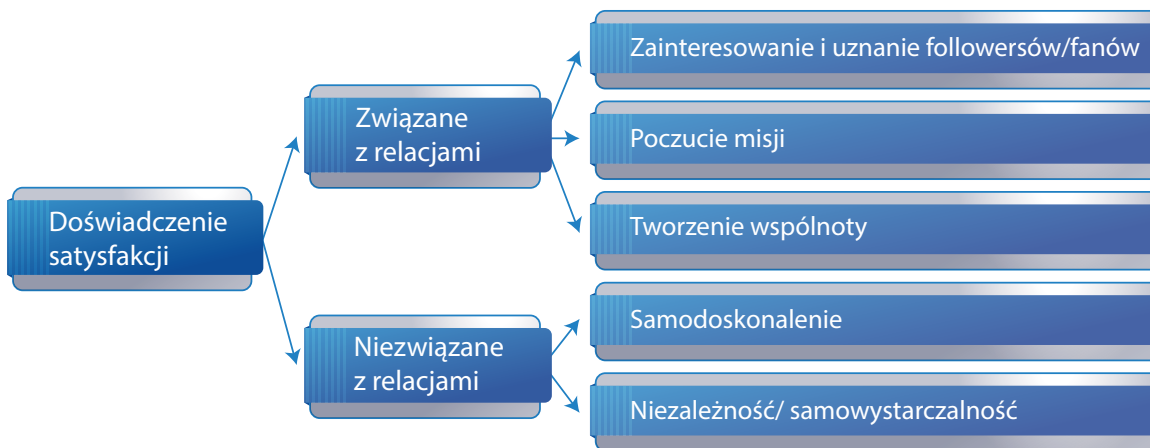 Doświadczenie
satysfakcji
Związane
z relacjami
Niezwiązane
z relacjami
Zainteresowanie i uznanie followersów/fanów
Poczucie misji
Tworzenie wspólnoty
Samodoskonalenie
Niezależność/ samowystarczalność